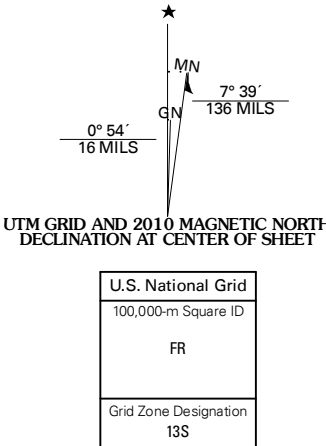 MN
GN
7° 39´
136 MILS
0° 54´
16 MILS
UTM GRID AND 2010 MAGNETIC NORTH
DECLINATION AT CENTER OF SHEET
U.S. National Grid
100,000-m Square ID
FR
Grid Zone Designation
13S